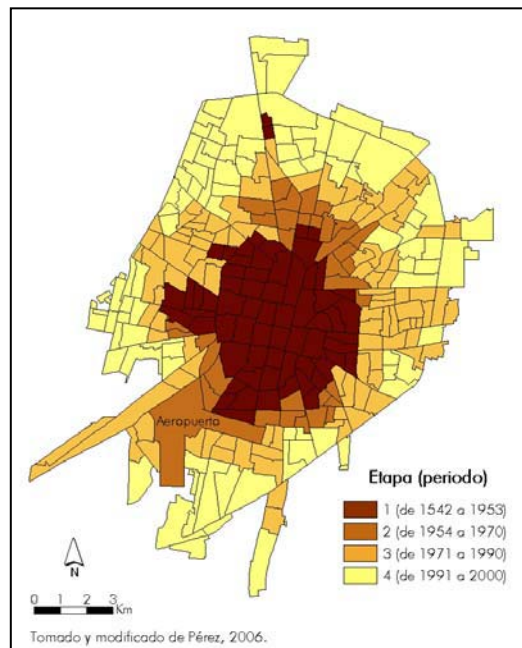 Aeropuerto
Etapa (periodo)
1 (de 1542 a 1953)
2 (de 1954 a 1970)
3 (de 1971 a 1990)
4 (de 1991 a 2000)
N
0 1 2 3
Km
Tomado y modificado de Pérez, 2006.